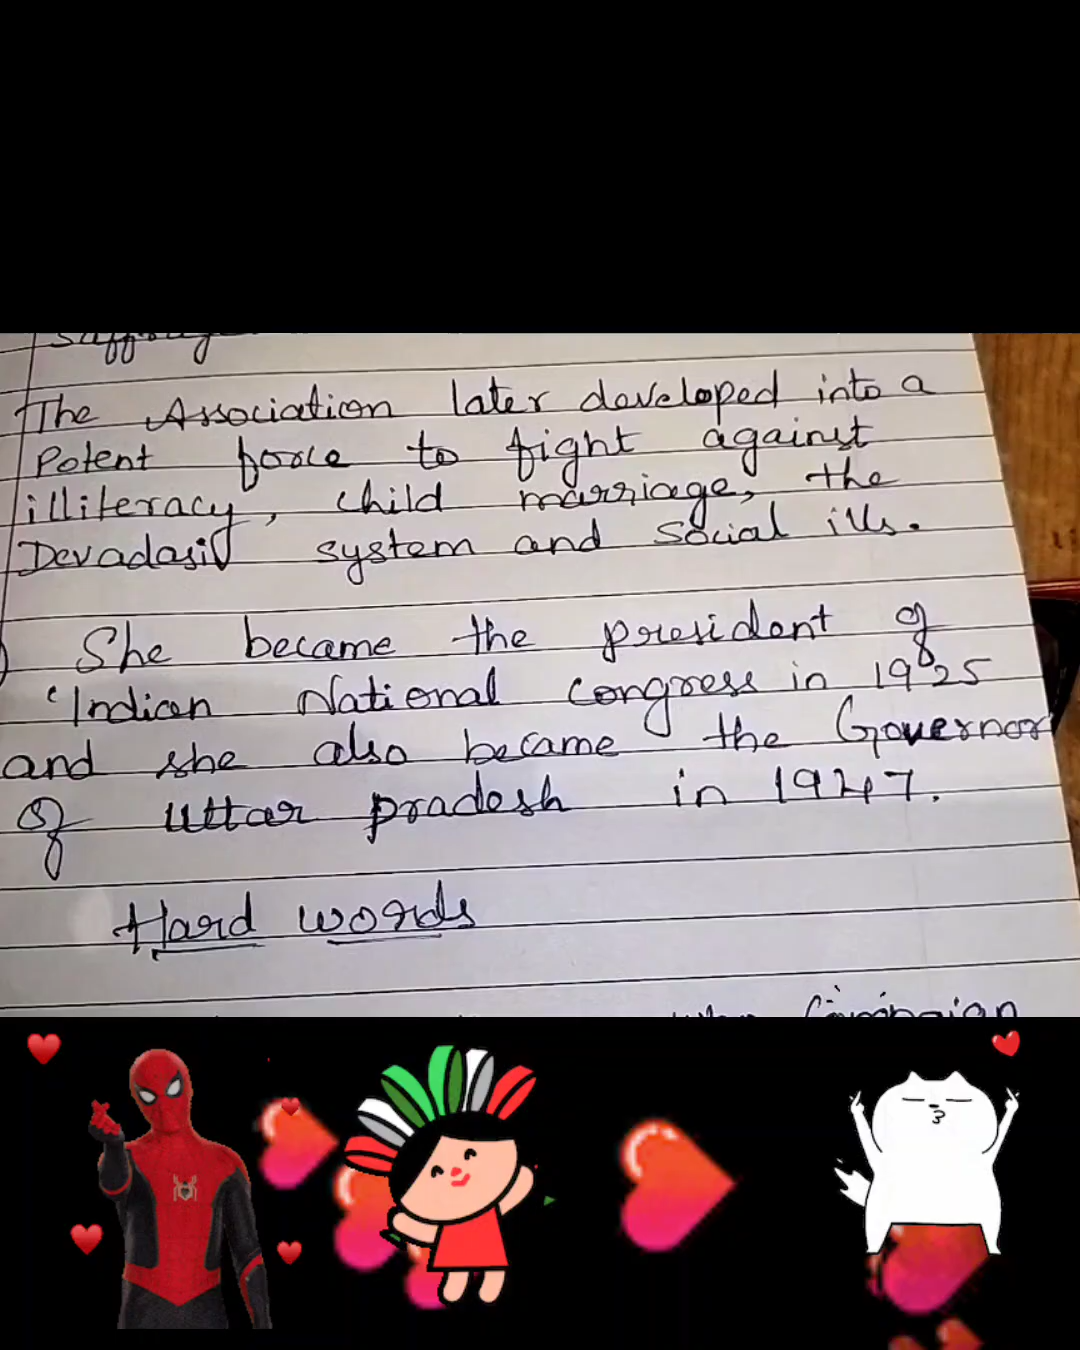 The Association later developed into a
Potent force to fight against
illiteracy, child marriage, the
Devadasi system and social ills.
She became the president of
'Indian National Congress in 1925
and she also became the Governor
of Uttar pradesh in 1947.
Hard words
Campaign